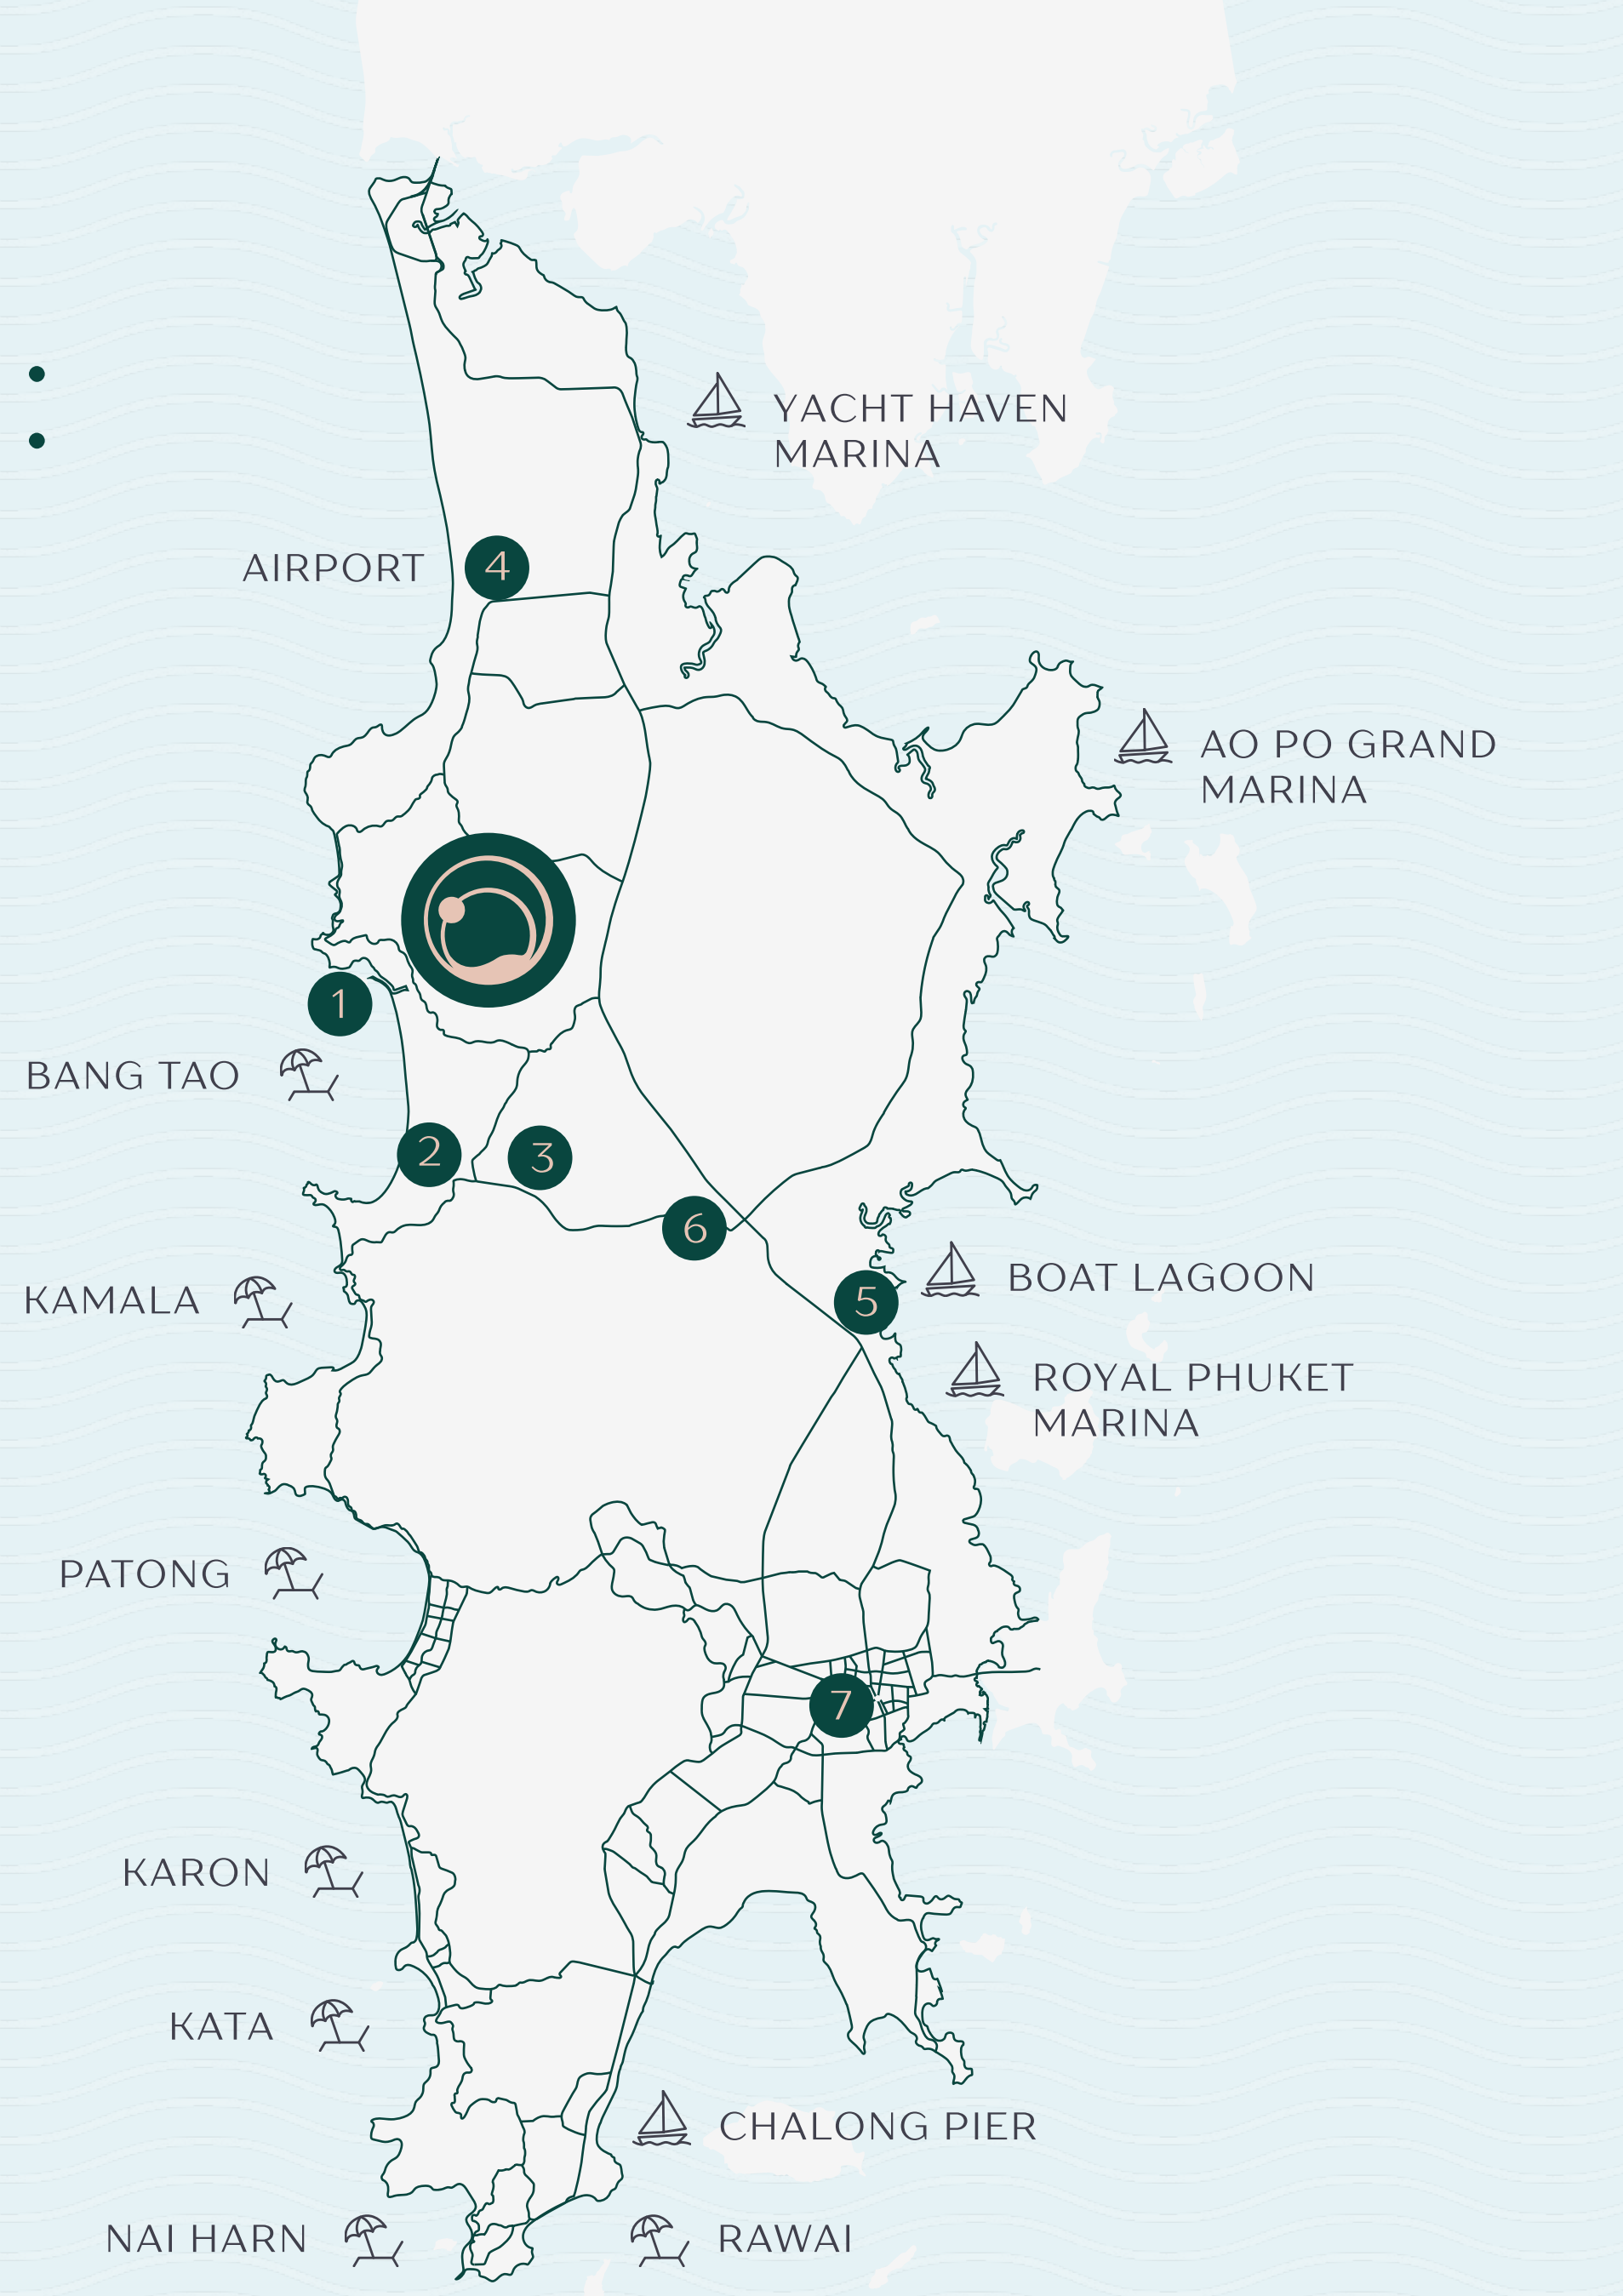 YACHT HAVEN
MARINA
AIRPORT
4
AO PO GRAND
MARINA
1
BANG TAO
2
3
6
KAMALA
BOAT LAGOON
5
ROYAL PHUKET
MARINA
PATONG
7
KARON
KATA
CHALONG PIER
NAI HARN
RAWAI